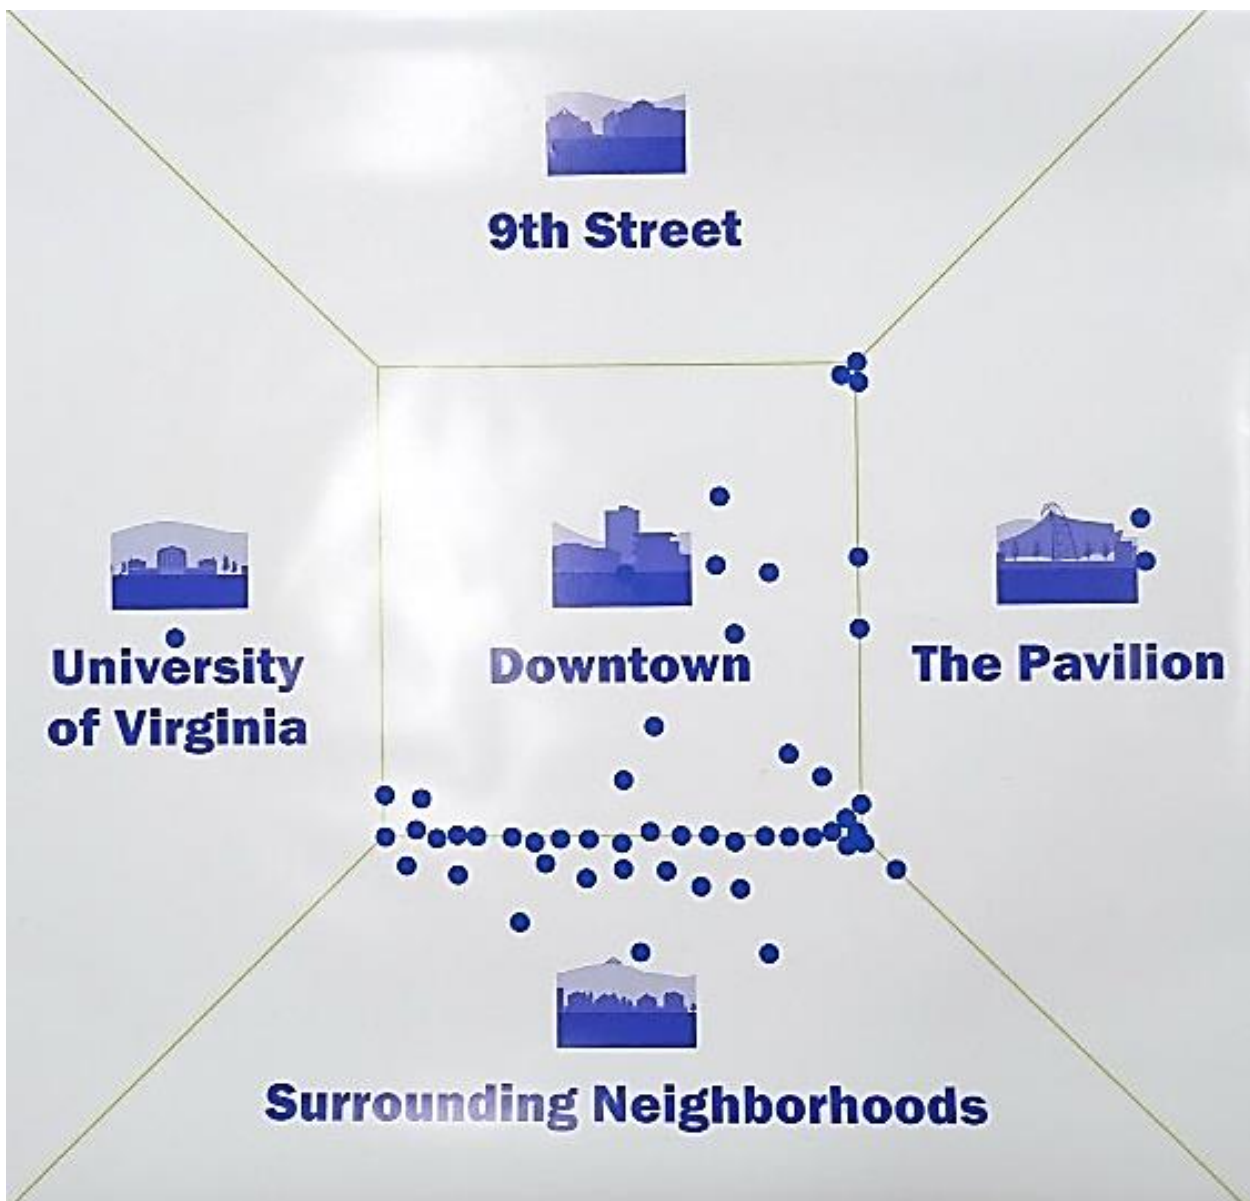 9th Street
University
of Virginia
Downtown
The Pavilion
Surrounding Neighborhoods